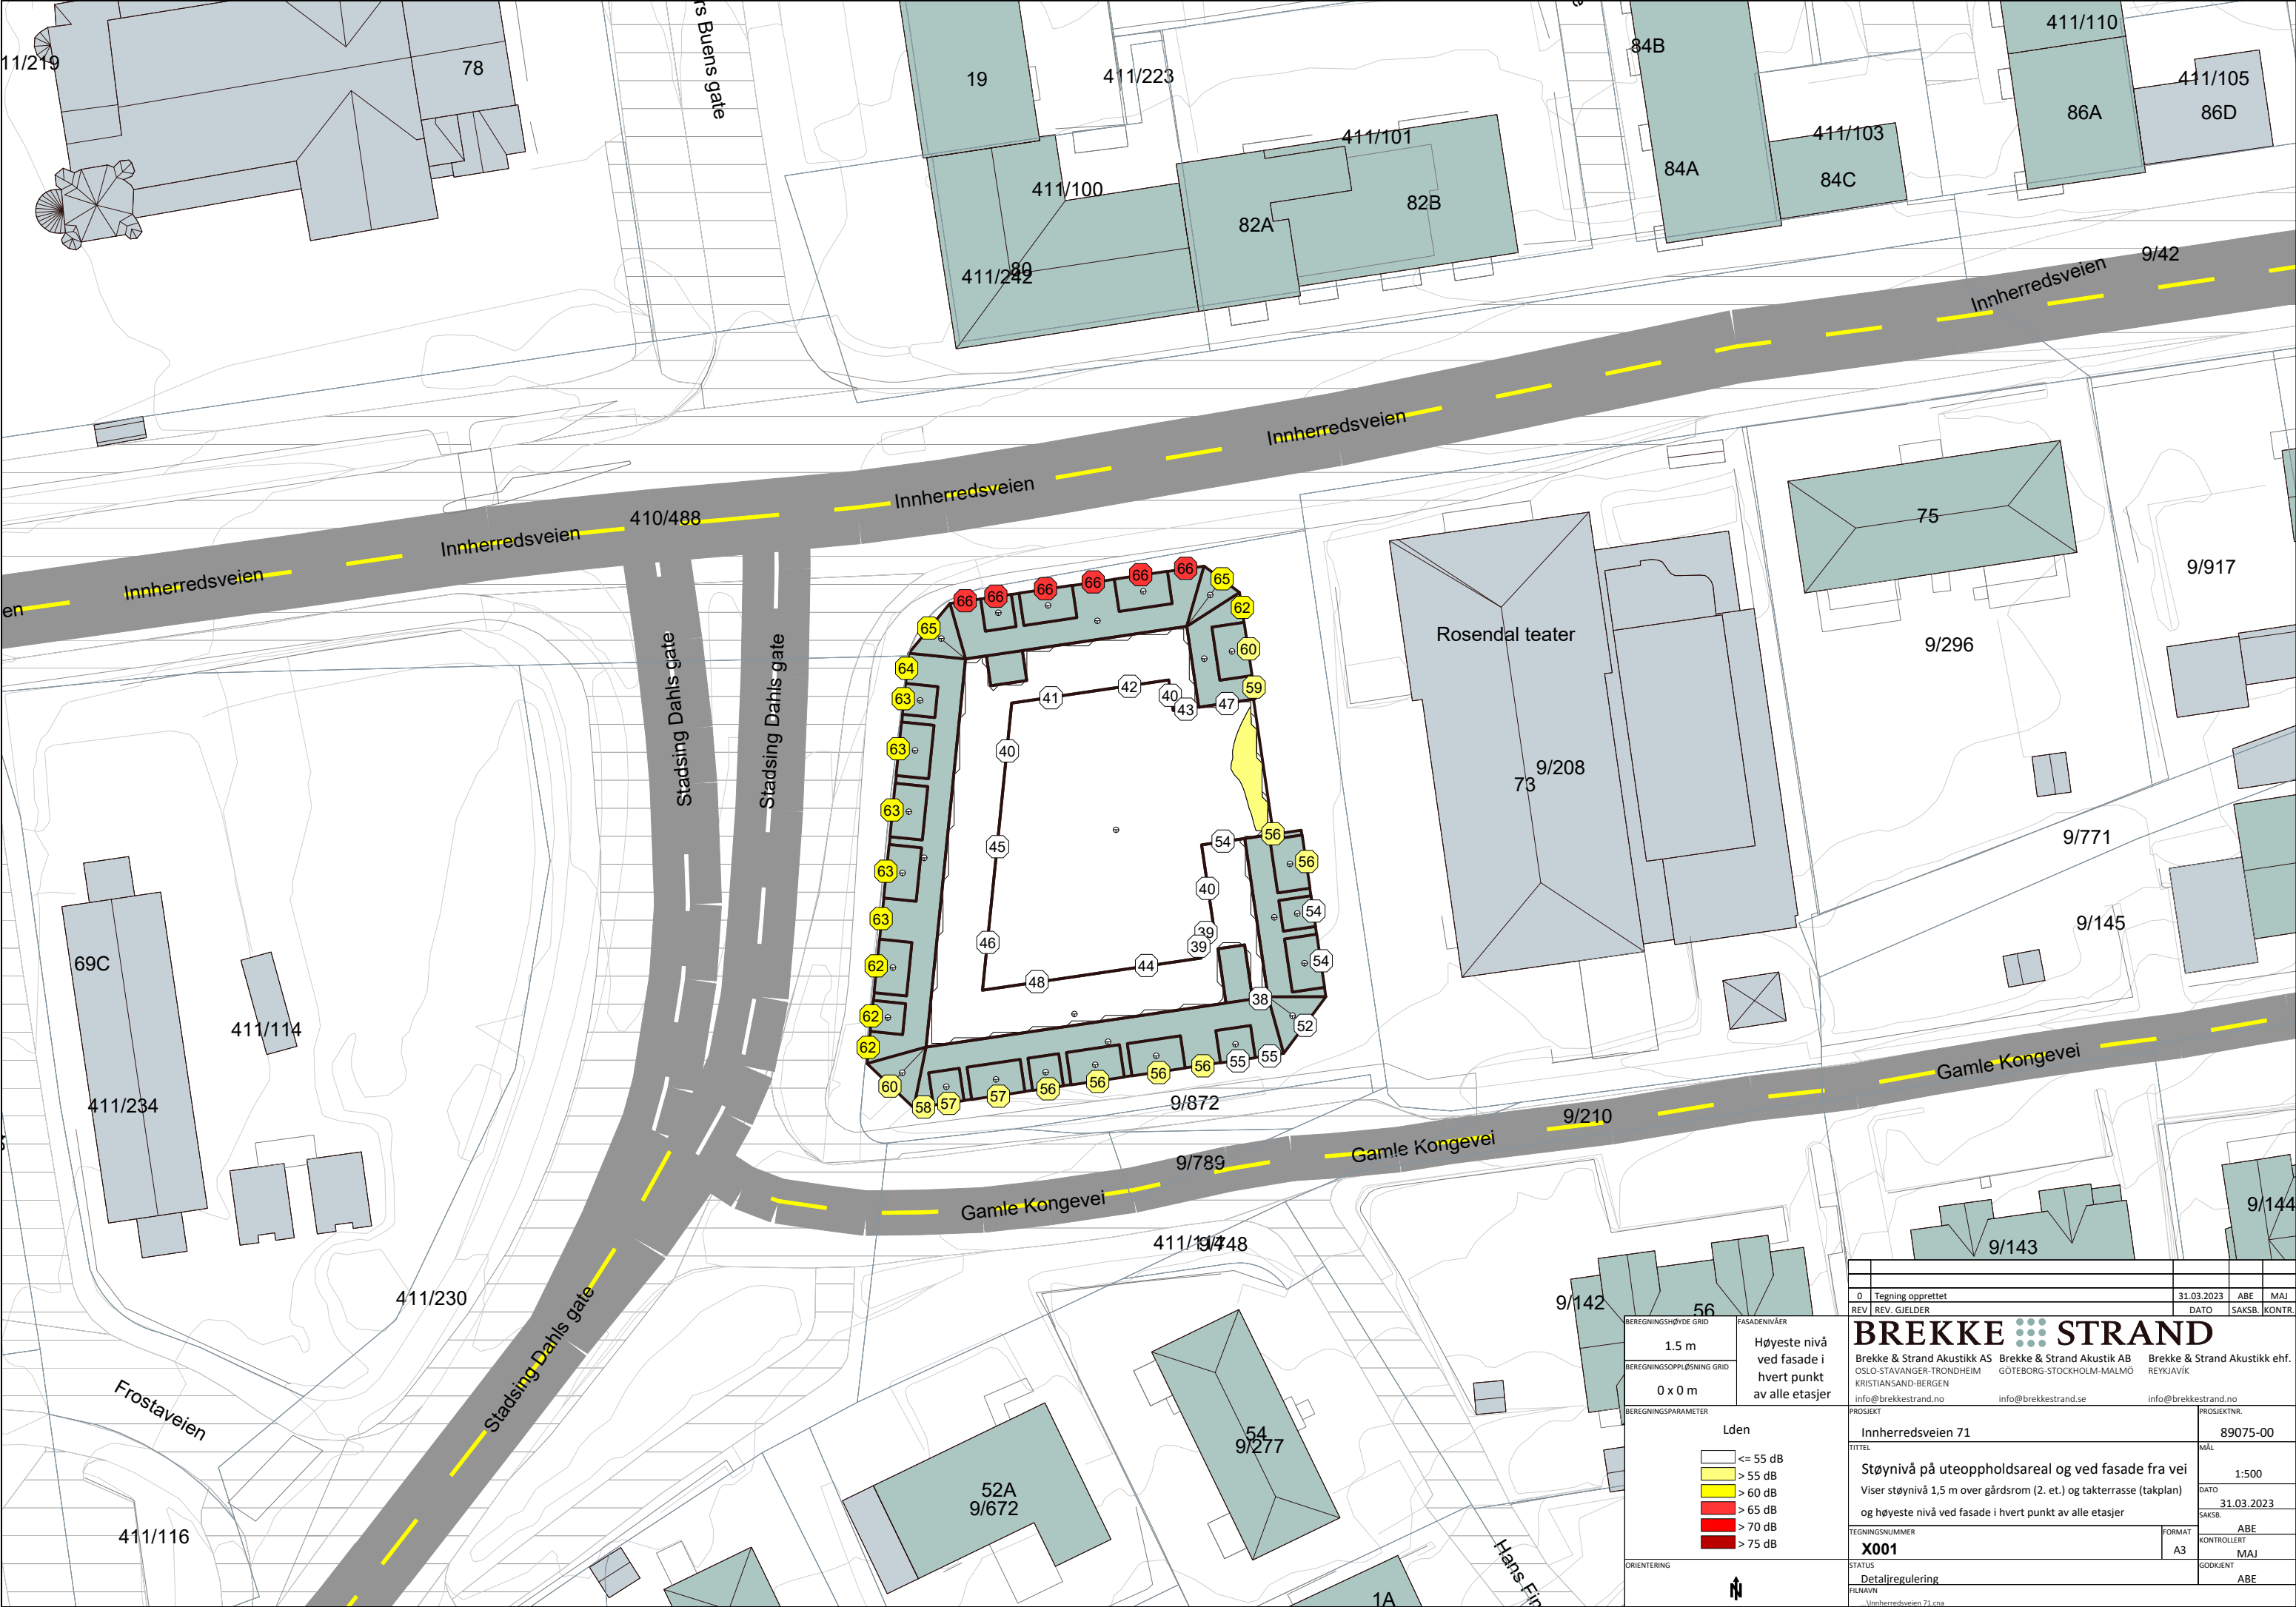 11/219
78
rs Buens gate
19
411/223
84B
411/110
411/105
86A
86D
411/101
411/103
84A
84C
411/100
82A
82B
80
411/242
9/42
Innherredsveien
Innherredsveien
Innherredsveien
410/488
Innherredsveien
Innherredsveien
en
75
9/917
Rosendal teater
9/296
Stadsing Dahls gate
Stadsing Dahls gate
66
66
66
66
66
66
65
65
62
64
60
63
59
41
42
40
43
47
63
40
63
45
54
56
56
63
40
54
63
39
39
46
44
54
62
48
38
62
52
62
55
55
60
56
56
56
56
57
57
58
73
9/208
9/771
9/145
69C
411/114
411/234
9/872
9/210
Gamle Kongevei
Gamle Kongevei
9/789
Gamle Kongevei
9/144
9/143
411/114
9/748
411/230
9/142
56
Stadsing Dahls gate
Frostaveien
54
9/277
52A
9/672
411/116
Hans Fin
1A
0 Tegning opprettet 31.03.2023 ABE MAJ
REV REV. GJELDER DATO SAKSB. KONTR.
BEREGNINGSHØYDE GRID
1.5 m
BEREGNINGSOPPLØSNING GRID
0 x 0 m
FASADENIVÅER
Høyeste nivå
ved fasade i
hvert punkt
av alle etasjer
BREKKE STRAND
Brekke & Strand Akustikk AS Brekke & Strand Akustik AB Brekke & Strand Akustikk ehf.
OSLO-STAVANGER-TRONDHEIM GÖTEBORG-STOCKHOLM-MALMÖ REYKJAVÍK
KRISTIANSAND-BERGEN
info@brekkestrand.no info@brekkestrand.se info@brekkestrand.no
BEREGNINGSPARAMETER
Lden
<= 55 dB
> 55 dB
> 60 dB
> 65 dB
> 70 dB
> 75 dB
ORIENTERING
N
PROSJEKT
Innherredsveien 71
PROSJEKTNR.
89075-00
TITTEL
Støynivå på uteoppholdsareal og ved fasade fra vei
Viser støynivå 1,5 m over gårdsrom (2. et.) og takterrasse (takplan)
og høyeste nivå ved fasade i hvert punkt av alle etasjer
MÅL
1:500
DATO
31.03.2023
SAKSB.
ABE
TEGNINGSNUMMER
X001
FORMAT
A3
KONTROLLERT
MAJ
STATUS
Detaljregulering
GODKJENT
ABE
FILNAVN
...\Innherredsveien 71.cna